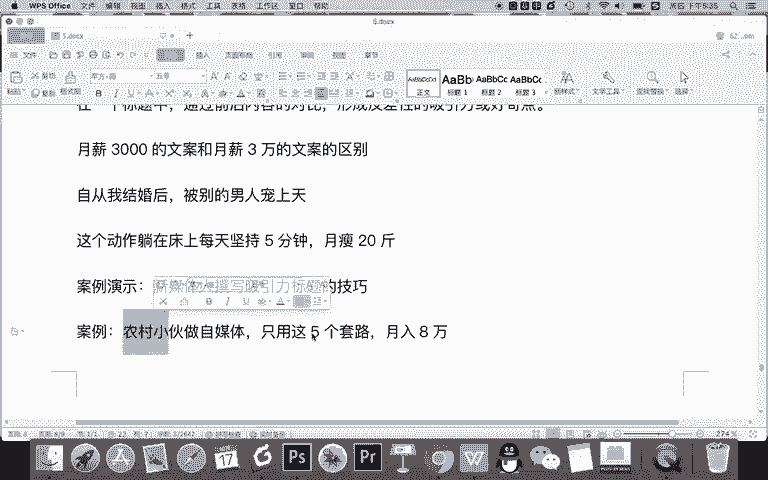 WPS Office 文件 编辑 视图 插入 格式 工具 表格 工作区 窗口 帮助
下午5:35
5.docx
5.docx
文件 插入 页面布局 引用 审阅 视图 章节
粘贴 剪切 复制 格式刷 五号 正文 标题 1 标题 2 标题 3 新样式 文字工具 查找替换 选择
在一个标题中，通过前后内容的对比，形成反差性的吸引力或好奇点。
月薪 3000 的文案和月薪 3 万的文案的区别
自从我结婚后，被别的男人宠上天
这个动作躺在床上每天坚持 5 分钟，月瘦 20 斤
案例演示：新媒体人撰写吸引力标题的技巧
案例：农村小伙做自媒体，只用这 5 个套路，月入 8 万
274%
17
Ps
Pr